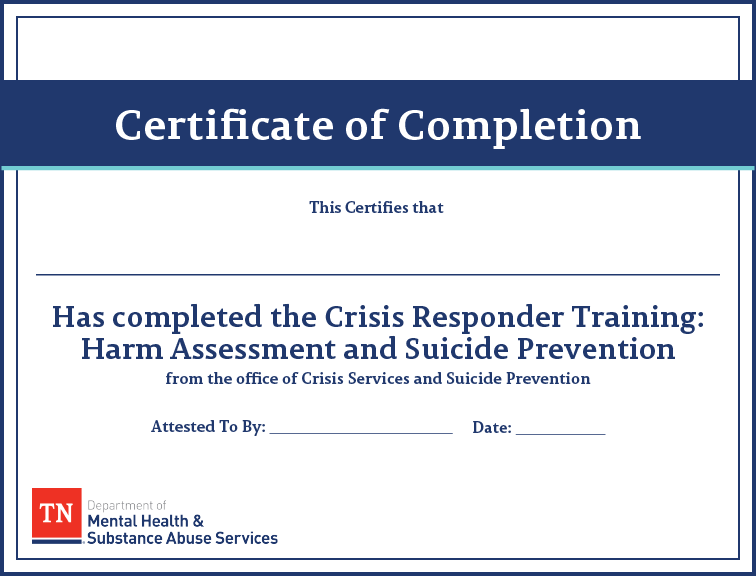 Certificate of Completion
This Certifies that
Has completed the Crisis Responder Training:
Harm Assessment and Suicide Prevention
from the office of Crisis Services and Suicide Prevention
Attested To By: ______________________ Date: ___________
TN
Department of
Mental Health &
Substance Abuse Services